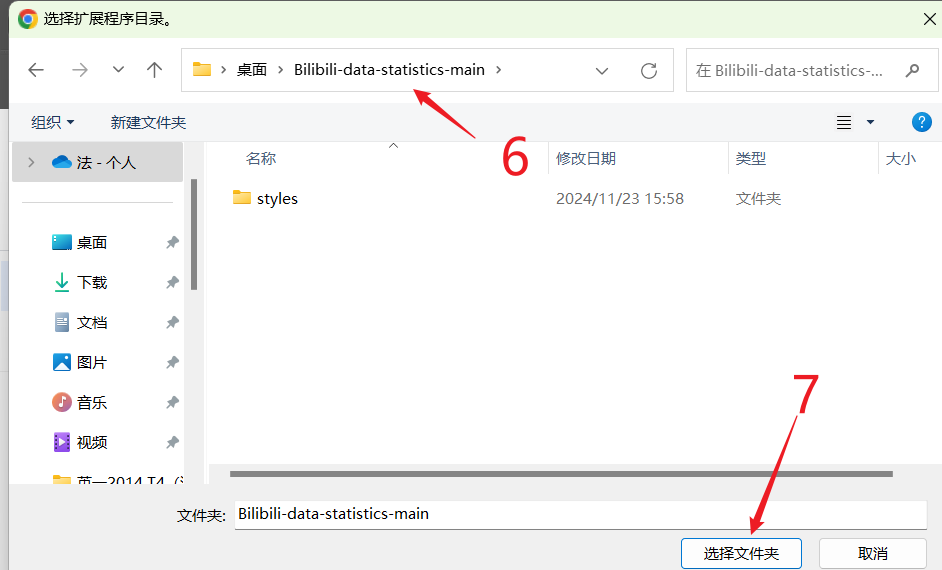 选择扩展程序目录。
桌面 Bilibili-data-statistics-main
在 Bilibili-data-statistics-...
组织 新建文件夹
6
法 - 个人
名称 修改日期 类型 大小
styles 2024/11/23 15:58 文件夹
桌面
下载
文档
图片
音乐
视频
7
文件夹: Bilibili-data-statistics-main
选择文件夹 取消